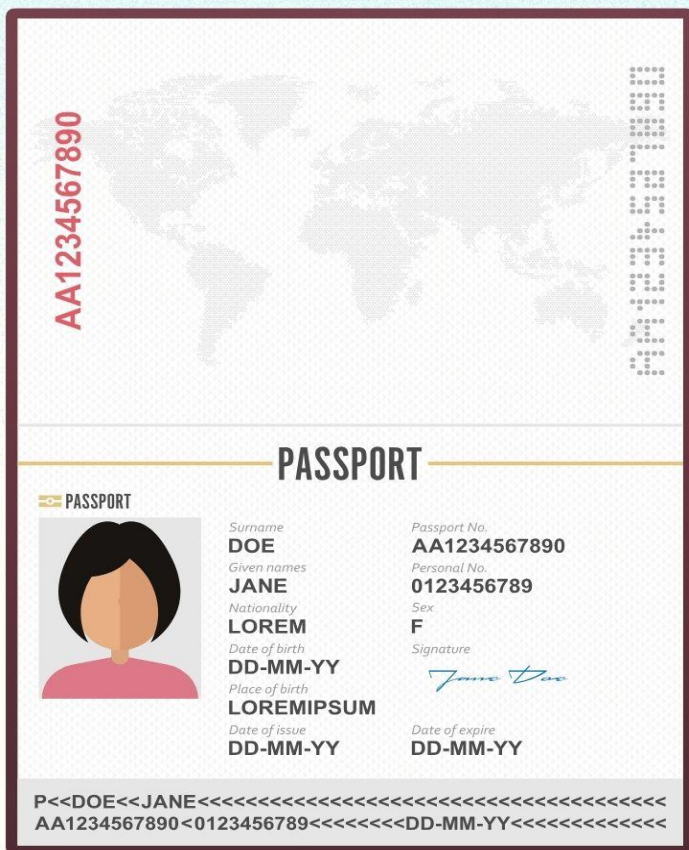 AA1234567890
AA1234567890
PASSPORT
PASSPORT
Surname
DOE
Given names
JANE
Nationality
LOREM
Date of birth
DD-MM-YY
Place of birth
LOREMIPSUM
Date of issue
DD-MM-YY
Passport No.
AA1234567890
Personal No.
0123456789
Sex
F
Signature
Jane Doe
Date of expire
DD-MM-YY
P<<DOE<<JANE<<<<<<<<<<<<<<<<<<<<<<<<<<<<<<<<<<<<<<<
AA1234567890<0123456789<<<<<<<<DD-MM-YY<<<<<<<<<<<<<